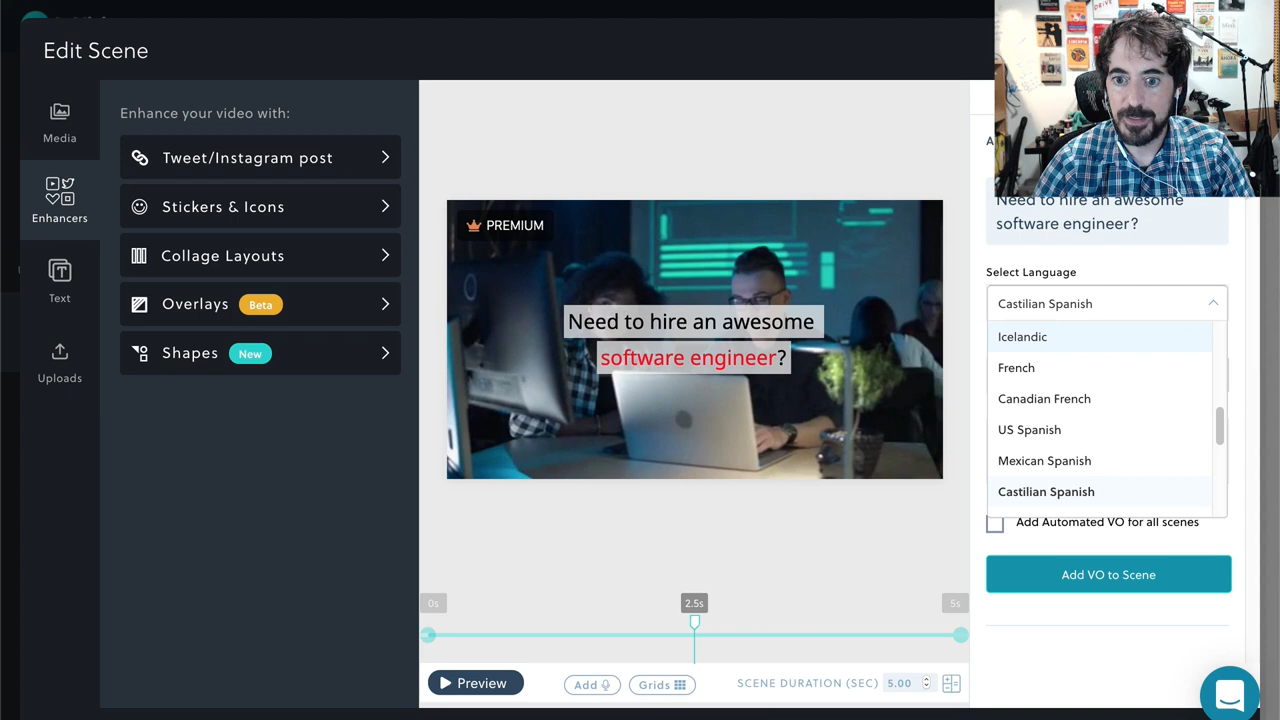 Edit Scene
Media
Enhancers
Text
Uploads
Enhance your video with:
Tweet/Instagram post
Stickers & Icons
Collage Layouts
Overlays Beta
Shapes New
PREMIUM
Need to hire an awesome
software engineer?
0s
2.5s
5s
Preview
Add
Grids
SCENE DURATION (SEC) 5.00
Need to hire an awesome
software engineer?
Select Language
Castilian Spanish
Icelandic
French
Canadian French
US Spanish
Mexican Spanish
Castilian Spanish
Add Automated VO for all scenes
Add VO to Scene